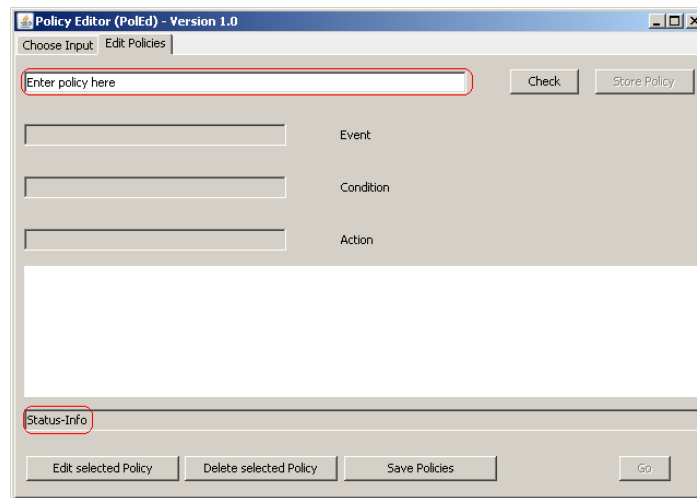 Policy Editor (PolEd) - Version 1.0
Choose Input Edit Policies
Enter policy here Check Store Policy
Event
Condition
Action
Status-Info
Edit selected Policy Delete selected Policy Save Policies Go